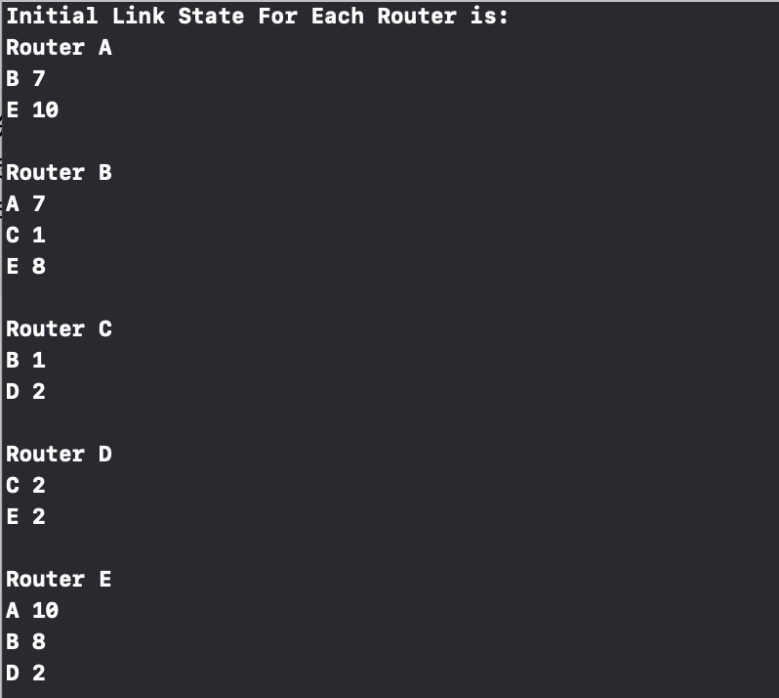 Initial Link State For Each Router is:
Router A
B 7
E 10

Router B
A 7
C 1
E 8

Router C
B 1
D 2

Router D
C 2
E 2

Router E
A 10
B 8
D 2